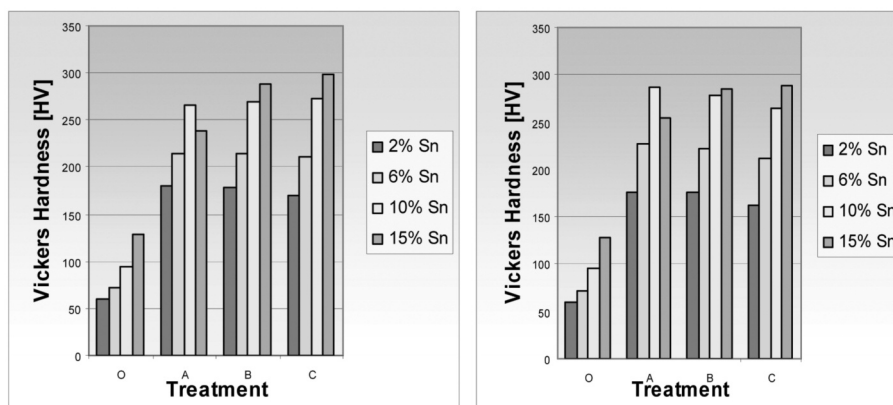 350
300
250
200
150
100
50
0
Vickers Hardness [HV]
O
A
B
C
Treatment
2% Sn
6% Sn
10% Sn
15% Sn
350
300
250
200
150
100
50
0
Vickers Hardness [HV]
O
A
B
C
Treatment
2% Sn
6% Sn
10% Sn
15% Sn